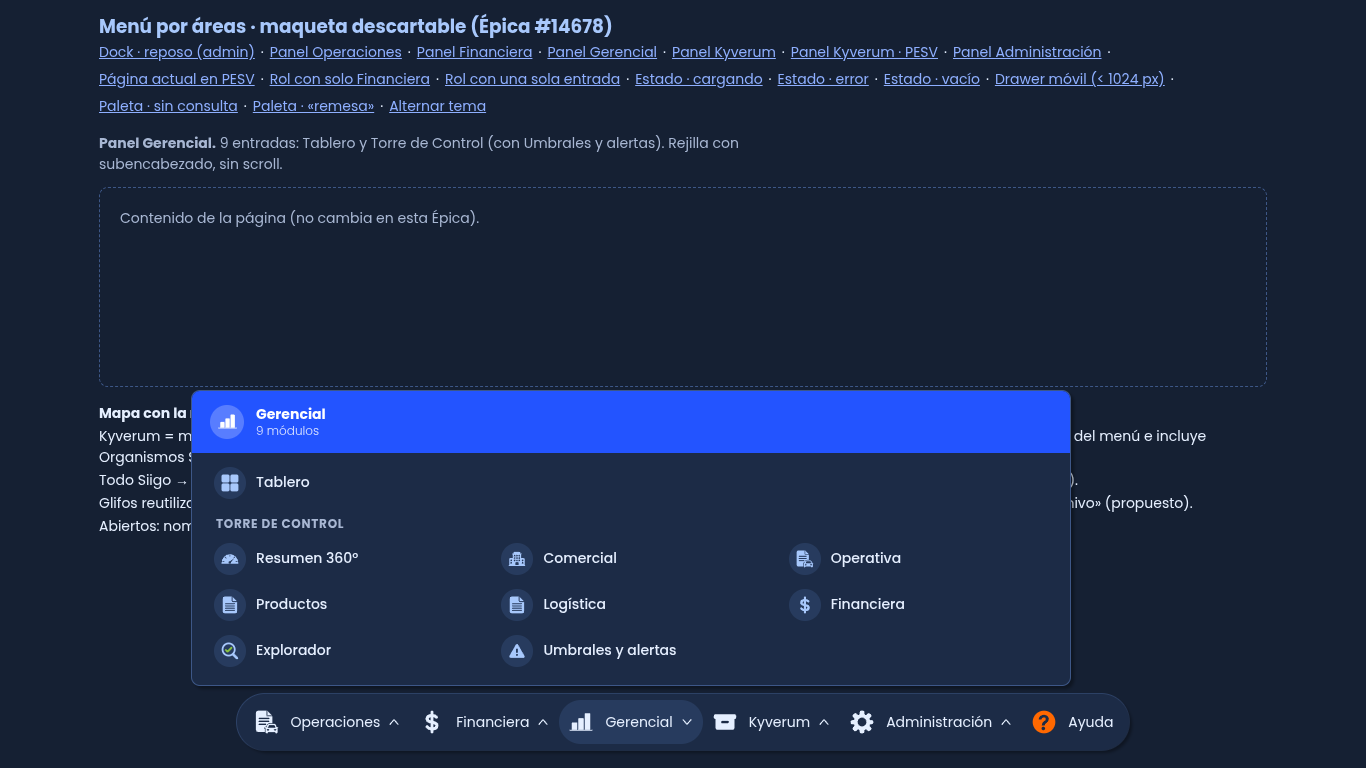 Menú por áreas · maqueta descartable (Épica #14678)
Dock · reposo (admin) · Panel Operaciones · Panel Financiera · Panel Gerencial · Panel Kyverum · Panel Kyverum · PESV · Panel Administración ·
Página actual en PESV · Rol con solo Financiera · Rol con una sola entrada · Estado · cargando · Estado · error · Estado · vacío · Drawer móvil (< 1024 px) ·
Paleta · sin consulta · Paleta · «remesa» · Alternar tema
Panel Gerencial. 9 entradas: Tablero y Torre de Control (con Umbrales y alertas). Rejilla con
subencabezado, sin scroll.
Contenido de la página (no cambia en esta Épica).
Mapa con la
Kyverum = del menú e incluye
Organismos
Todo Siigo → ).
Glifos (propuesto).
Abiertos:
Gerencial
9 módulos
Tablero
TORRE DE CONTROL
Resumen 360° Comercial Operativa
Productos Logística Financiera
Explorador Umbrales y alertas
Operaciones Financiera Gerencial Kyverum Administración Ayuda